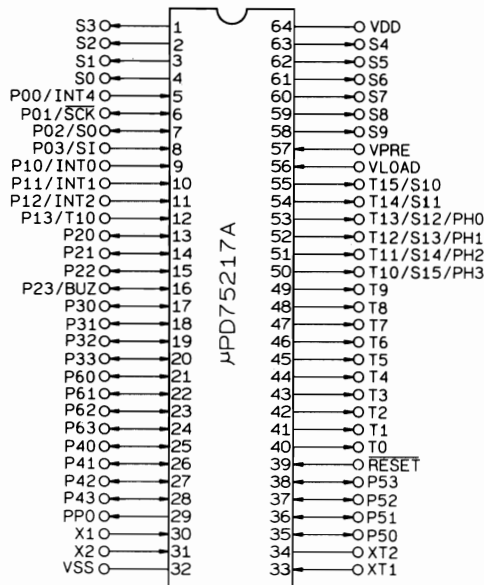 S3 1 64 VDD
S2 2 63 S4
S1 3 62 S5
S0 4 61 S6
P00/INT4 5 60 S7
P01/S̅C̅K̅ 6 59 S8
P02/SO 7 58 S9
P03/SI 8 57 VPRE
P10/INT0 9 56 VLOAD
P11/INT1 10 55 T15/S10
P12/INT2 11 54 T14/S11
P13/TI0 12 53 T13/S12/PH0
P20 13 52 T12/S13/PH1
P21 14 51 T11/S14/PH2
P22 15 50 T10/S15/PH3
P23/BUZ 16 49 T9
P30 17 48 T8
P31 18 47 T7
P32 19 46 T6
P33 20 45 T5
P60 21 44 T4
P61 22 43 T3
P62 23 42 T2
P63 24 41 T1
P40 25 40 T0
P41 26 39 R̅E̅S̅E̅T̅
P42 27 38 P53
P43 28 37 P52
PP0 29 36 P51
X1 30 35 P50
X2 31 34 XT2
VSS 32 33 XT1
μPD75217A